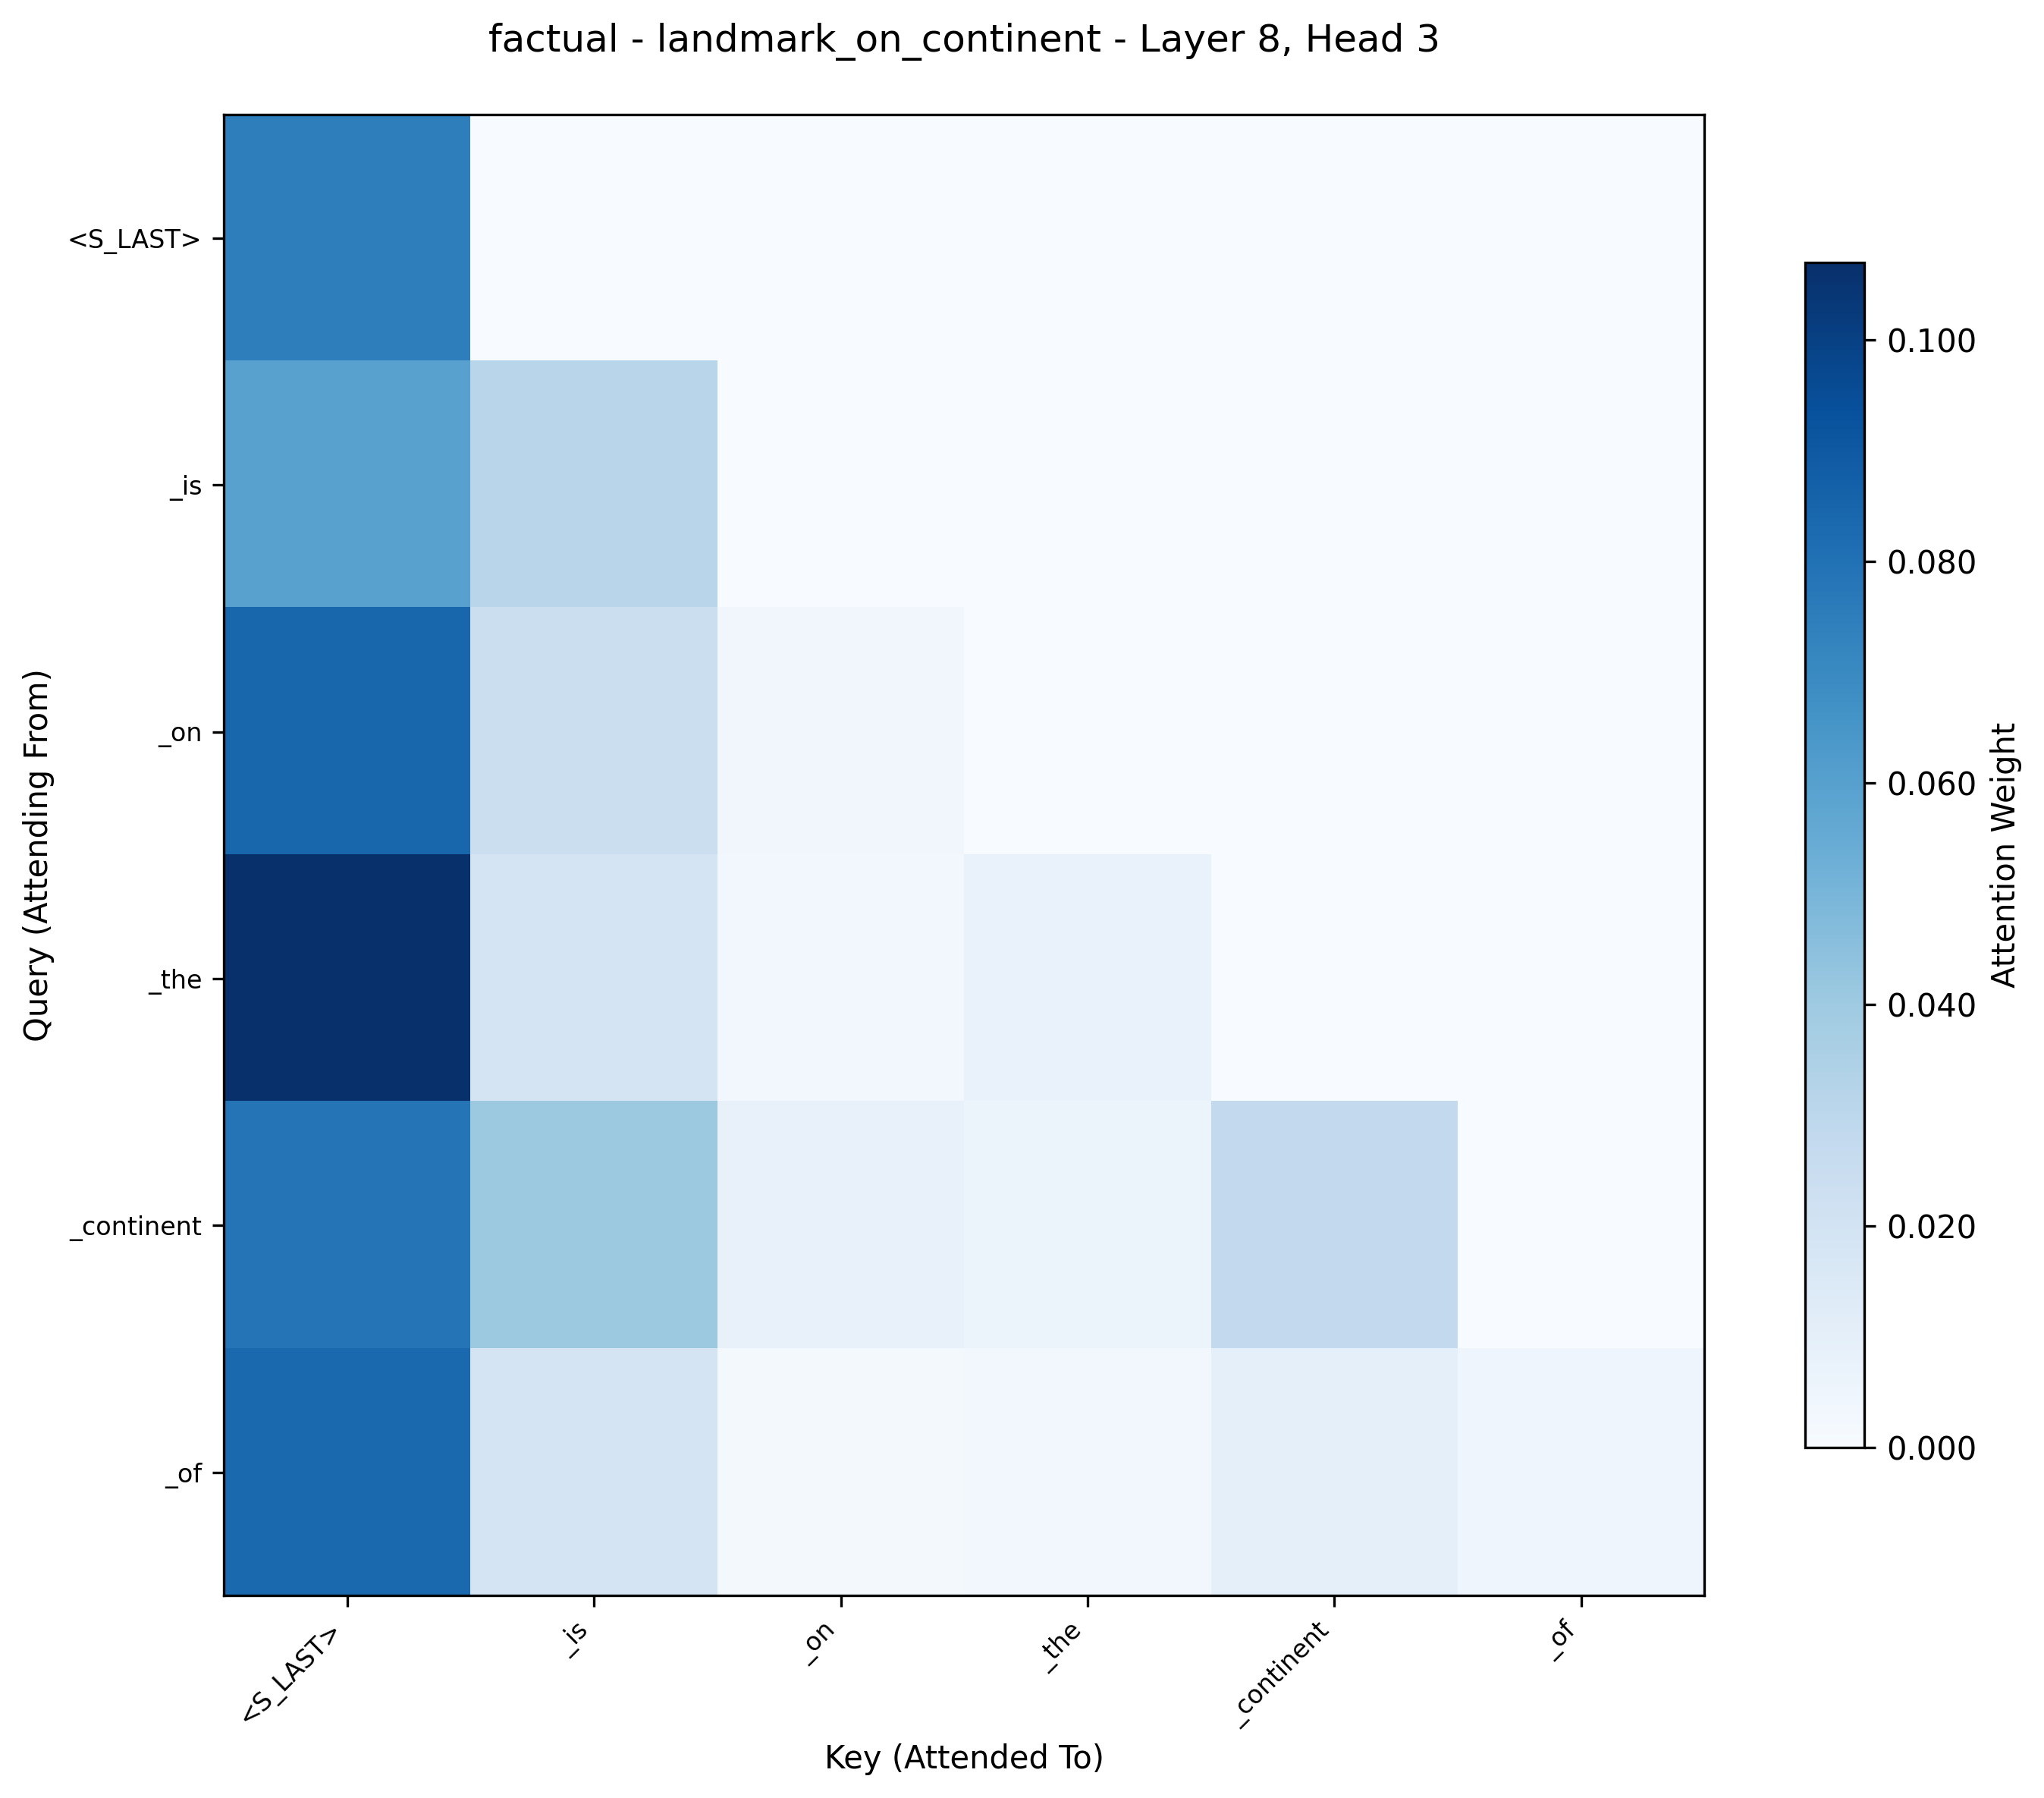 factual - landmark_on_continent - Layer 8, Head 3
Query (Attending From)
<S_LAST>
_is
_on
_the
_continent
_of
<S_LAST>
_is
_on
_the
_continent
_of
Key (Attended To)
0.100
0.080
0.060
0.040
0.020
0.000
Attention Weight